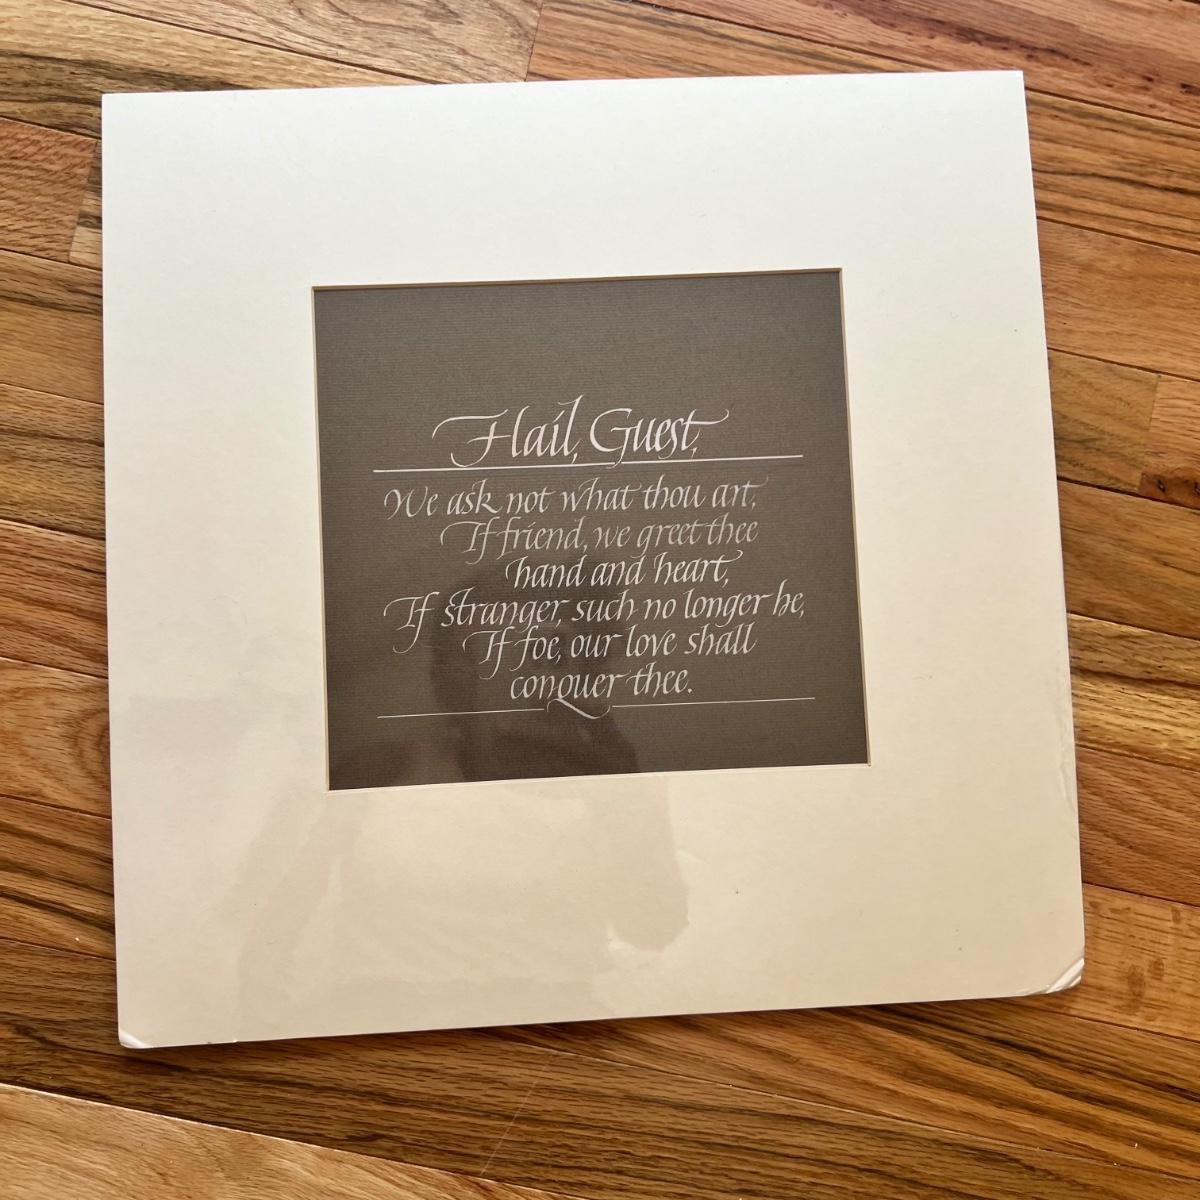 Hail, Guest,
We ask not what thou art,
If friend, we greet thee
hand and heart,
If stranger, such no longer be,
If foe, our love shall
conquer thee.